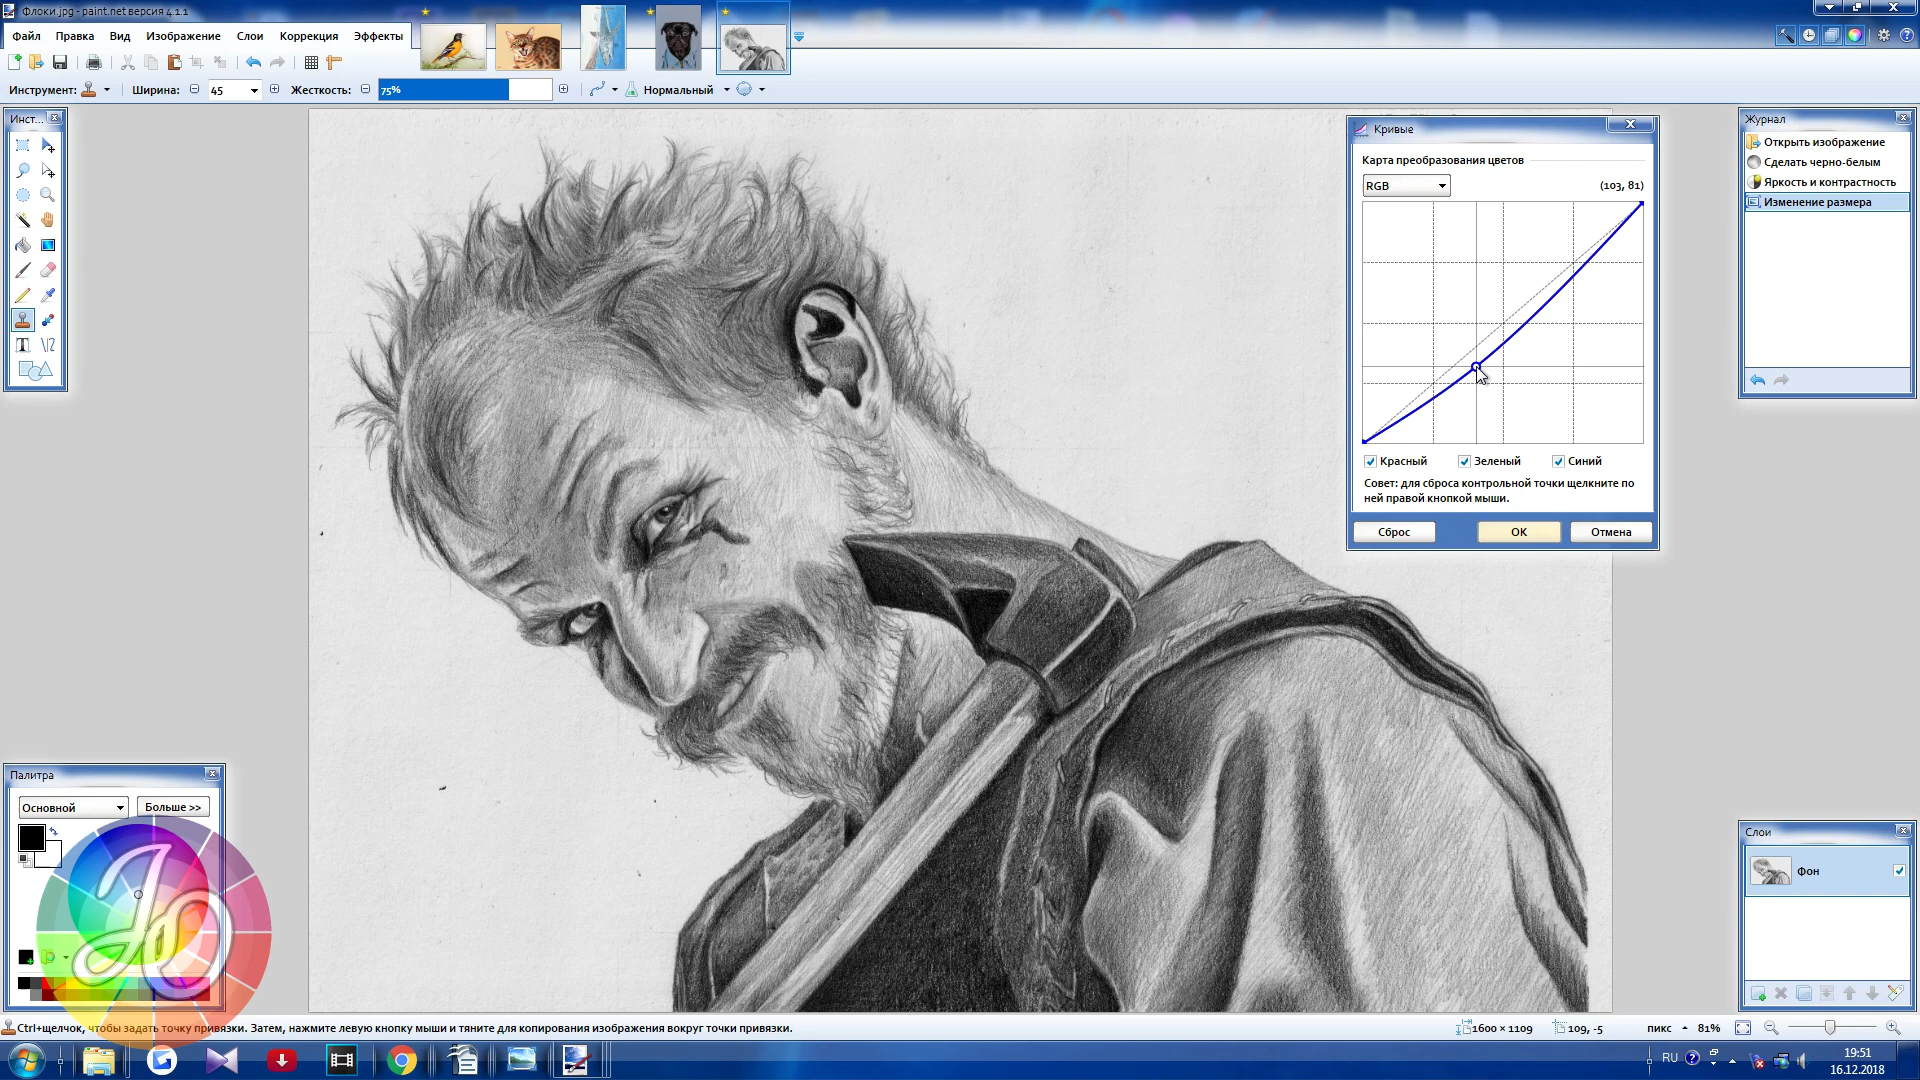 Флоки.jpg - paint.net версия 4.1.1
Файл Правка Вид Изображение Слои Коррекция Эффекты
Инструмент: Ширина: 45 Жесткость: 75% Нормальный
Инст...
Кривые
Карта преобразования цветов
RGB (103, 81)
Красный Зеленый Синий
Совет: для сброса контрольной точки щелкните по
ней правой кнопкой мыши.
Сброс OK Отмена
Журнал
Открыть изображение
Сделать черно-белым
Яркость и контрастность
Изменение размера
Палитра
Основной Больше >>
Слои
Фон
Ctrl+щелчок, чтобы задать точку привязки. Затем, нажмите левую кнопку мыши и тяните для копирования изображения вокруг точки привязки.
1600 × 1109 109, -5 пикс 81%
RU 19:51
16.12.2018